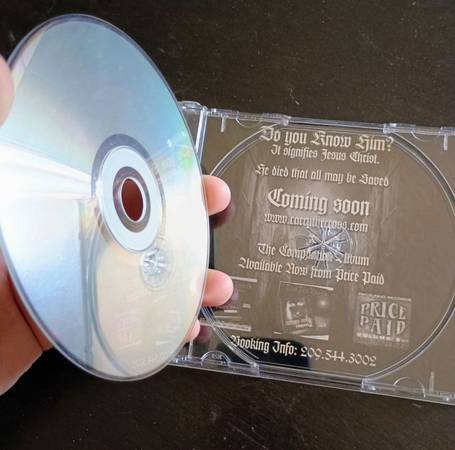 Do you Know Him?
It signifies Jesus Christ.
He died that all may be Saved
Coming soon
The Album
Available Now from Price Paid
PRICE
PAID
Booking Info: 209.544.3002